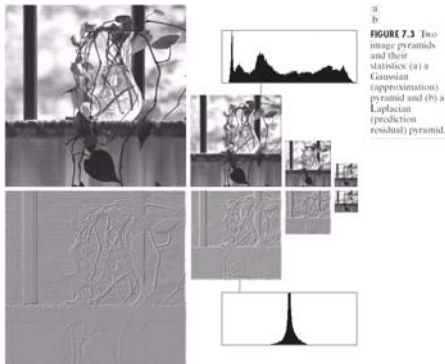 a
b
FIGURE 7.3 Two
image pyramids
and their
statistics: (a) a
Gaussian
(approximation)
pyramid and (b) a
Laplacian
(prediction
residual) pyramid.